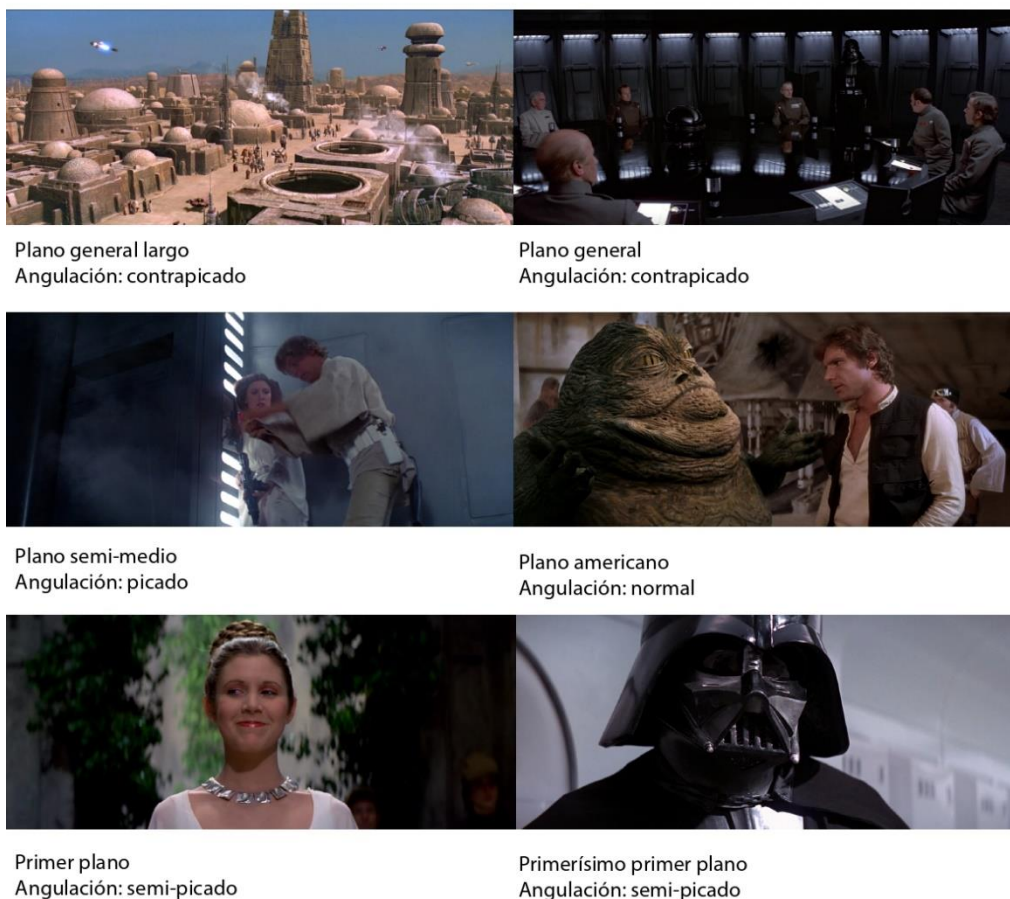 Plano general largo
Angulación: contrapicado
Plano general
Angulación: contrapicado
Plano semi-medio
Angulación: picado
Plano americano
Angulación: normal
Primer plano
Angulación: semi-picado
Primerísimo primer plano
Angulación: semi-picado